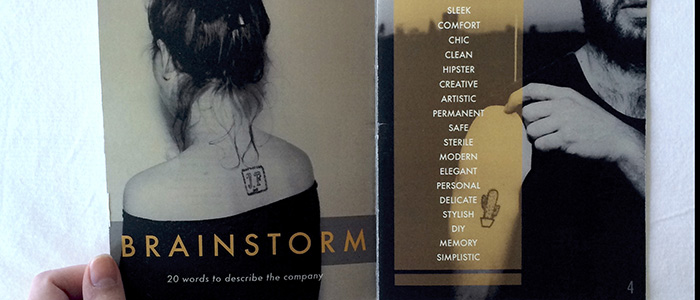 BRAINSTORM
20 words to describe the company
SLEEK
COMFORT
CHIC
CLEAN
HIPSTER
CREATIVE
ARTISTIC
PERMANENT
SAFE
STERILE
MODERN
ELEGANT
PERSONAL
DELICATE
STYLISH
DIY
MEMORY
SIMPLISTIC
4